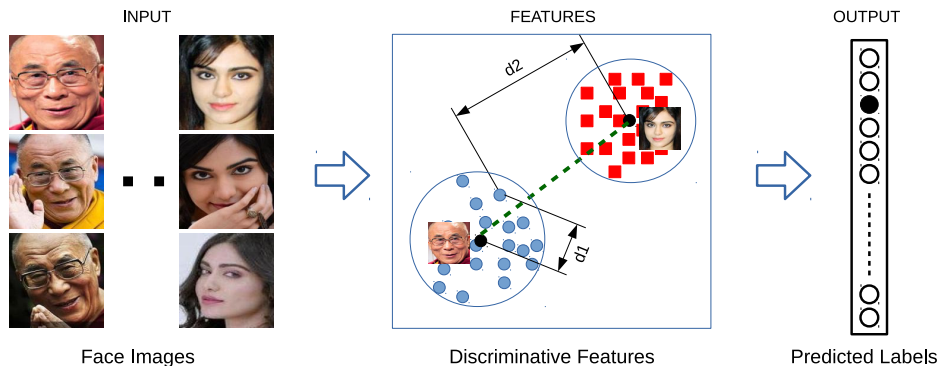 INPUT
FEATURES
OUTPUT
d2
d1
Face Images
Discriminative Features
Predicted Labels